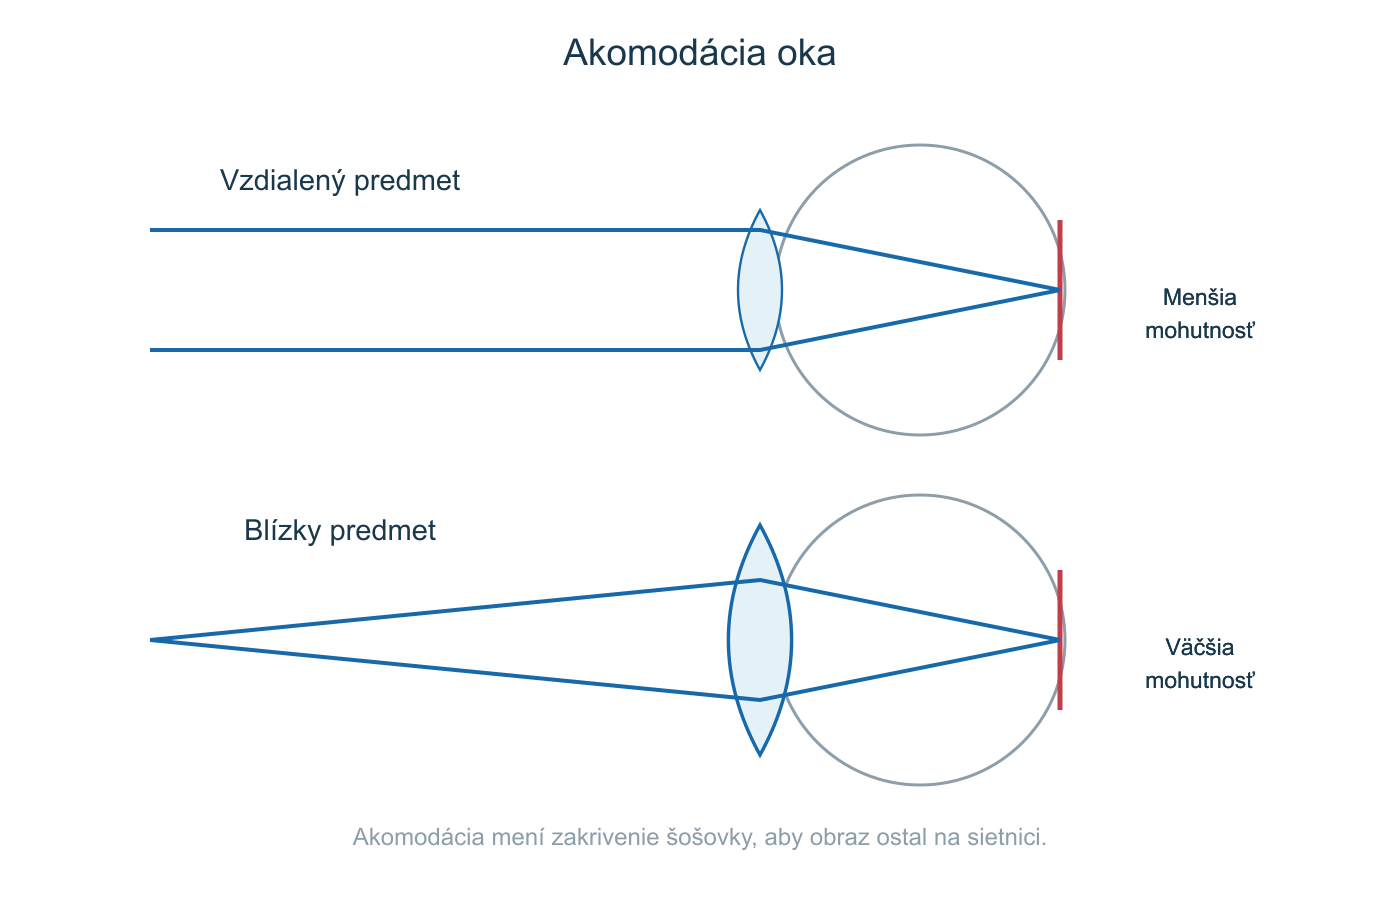 Akomodácia oka
Vzdialený predmet
Menšia
mohutnosť
Blízky predmet
Väčšia
mohutnosť
Akomodácia mení zakrivenie šošovky, aby obraz ostal na sietnici.